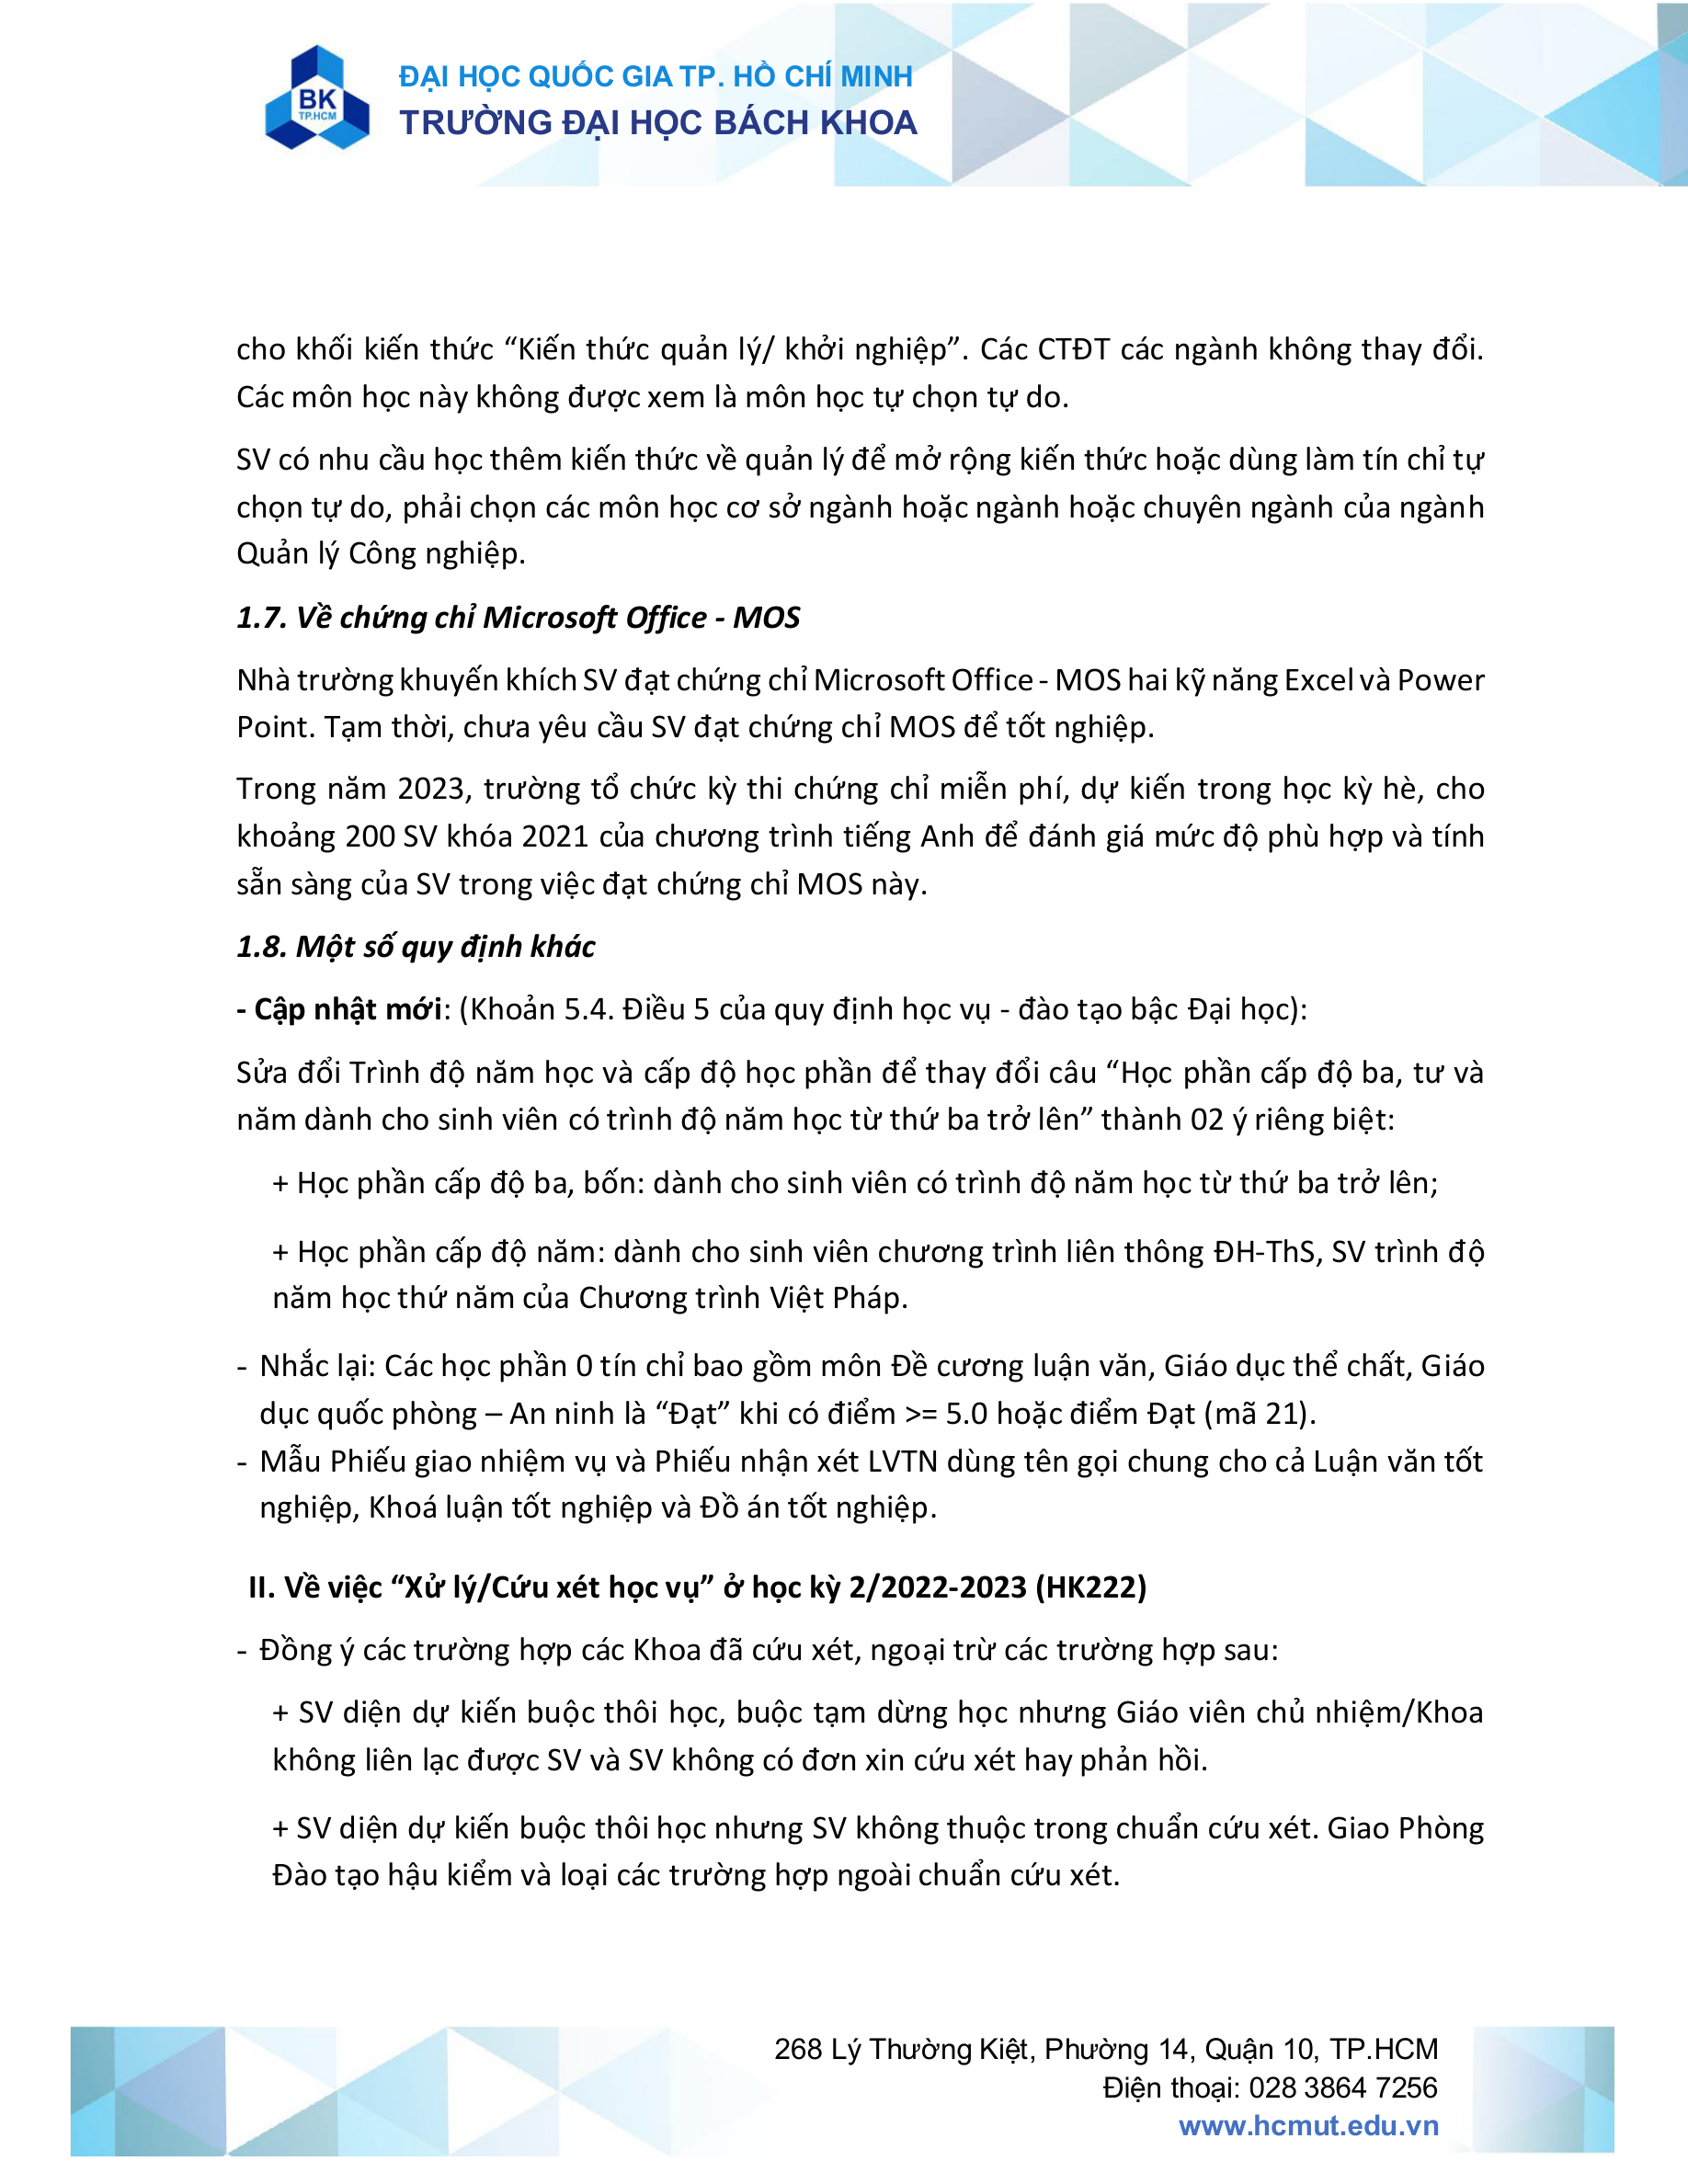 BK
TP.HCM
ĐẠI HỌC QUỐC GIA TP. HỒ CHÍ MINH
TRƯỜNG ĐẠI HỌC BÁCH KHOA
cho khối kiến thức “Kiến thức quản lý/ khởi nghiệp”. Các CTĐT các ngành không thay đổi.
Các môn học này không được xem là môn học tự chọn tự do.
SV có nhu cầu học thêm kiến thức về quản lý để mở rộng kiến thức hoặc dùng làm tín chỉ tự
chọn tự do, phải chọn các môn học cơ sở ngành hoặc ngành hoặc chuyên ngành của ngành
Quản lý Công nghiệp.
1.7. Về chứng chỉ Microsoft Office - MOS
Nhà trường khuyến khích SV đạt chứng chỉ Microsoft Office - MOS hai kỹ năng Excel và Power
Point. Tạm thời, chưa yêu cầu SV đạt chứng chỉ MOS để tốt nghiệp.
Trong năm 2023, trường tổ chức kỳ thi chứng chỉ miễn phí, dự kiến trong học kỳ hè, cho
khoảng 200 SV khóa 2021 của chương trình tiếng Anh để đánh giá mức độ phù hợp và tính
sẵn sàng của SV trong việc đạt chứng chỉ MOS này.
1.8. Một số quy định khác
- Cập nhật mới: (Khoản 5.4. Điều 5 của quy định học vụ - đào tạo bậc Đại học):
Sửa đổi Trình độ năm học và cấp độ học phần để thay đổi câu “Học phần cấp độ ba, tư và
năm dành cho sinh viên có trình độ năm học từ thứ ba trở lên” thành 02 ý riêng biệt:
+ Học phần cấp độ ba, bốn: dành cho sinh viên có trình độ năm học từ thứ ba trở lên;
+ Học phần cấp độ năm: dành cho sinh viên chương trình liên thông ĐH-ThS, SV trình độ
năm học thứ năm của Chương trình Việt Pháp.
- Nhắc lại: Các học phần 0 tín chỉ bao gồm môn Đề cương luận văn, Giáo dục thể chất, Giáo
dục quốc phòng – An ninh là “Đạt” khi có điểm >= 5.0 hoặc điểm Đạt (mã 21).
- Mẫu Phiếu giao nhiệm vụ và Phiếu nhận xét LVTN dùng tên gọi chung cho cả Luận văn tốt
nghiệp, Khoá luận tốt nghiệp và Đồ án tốt nghiệp.
II. Về việc “Xử lý/Cứu xét học vụ” ở học kỳ 2/2022-2023 (HK222)
- Đồng ý các trường hợp các Khoa đã cứu xét, ngoại trừ các trường hợp sau:
+ SV diện dự kiến buộc thôi học, buộc tạm dừng học nhưng Giáo viên chủ nhiệm/Khoa
không liên lạc được SV và SV không có đơn xin cứu xét hay phản hồi.
+ SV diện dự kiến buộc thôi học nhưng SV không thuộc trong chuẩn cứu xét. Giao Phòng
Đào tạo hậu kiểm và loại các trường hợp ngoài chuẩn cứu xét.
268 Lý Thường Kiệt, Phường 14, Quận 10, TP.HCM
Điện thoại: 028 3864 7256
www.hcmut.edu.vn